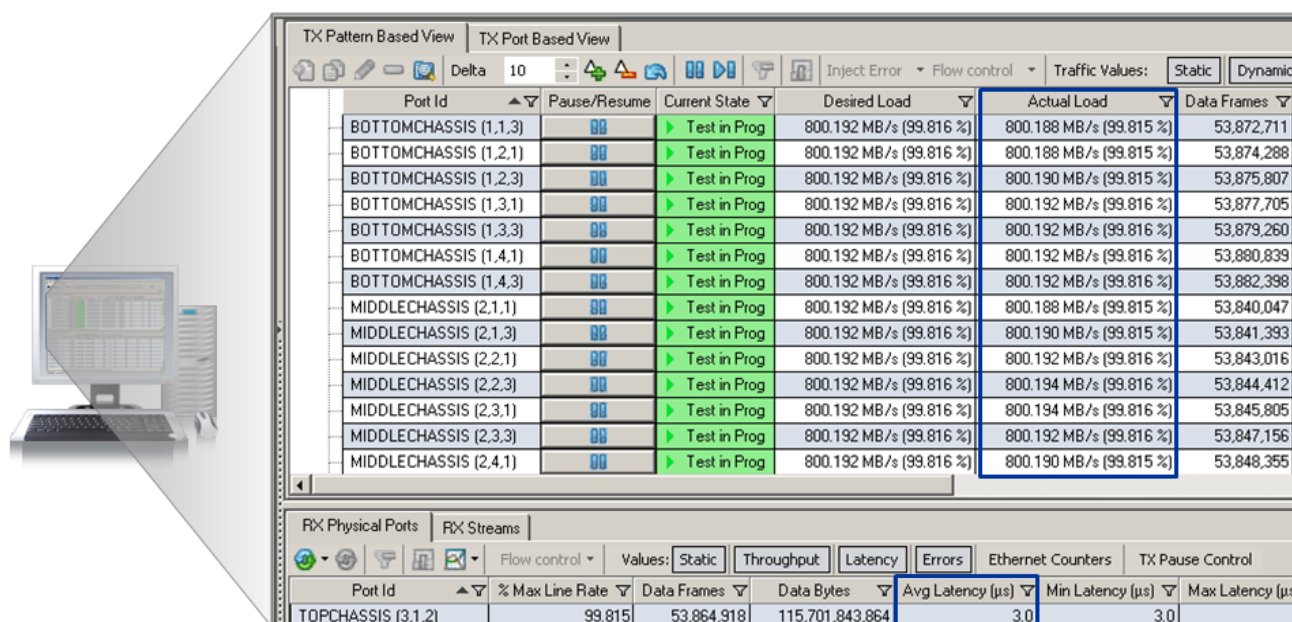 TX Pattern Based View TX Port Based View
Delta 10 Inject Error Flow control Traffic Values: Static Dynamic
Port Id Pause/Resume Current State Desired Load Actual Load Data Frames
BOTTOMCHASSIS (1,1,3) Test in Prog 800.192 MB/s (99.816 %) 800.188 MB/s (99.815 %) 53,872,711
BOTTOMCHASSIS (1,2,1) Test in Prog 800.192 MB/s (99.816 %) 800.188 MB/s (99.815 %) 53,874,288
BOTTOMCHASSIS (1,2,3) Test in Prog 800.192 MB/s (99.816 %) 800.190 MB/s (99.815 %) 53,875,807
BOTTOMCHASSIS (1,3,1) Test in Prog 800.192 MB/s (99.816 %) 800.192 MB/s (99.816 %) 53,877,705
BOTTOMCHASSIS (1,3,3) Test in Prog 800.192 MB/s (99.816 %) 800.192 MB/s (99.816 %) 53,879,260
BOTTOMCHASSIS (1,4,1) Test in Prog 800.192 MB/s (99.816 %) 800.192 MB/s (99.816 %) 53,880,839
BOTTOMCHASSIS (1,4,3) Test in Prog 800.192 MB/s (99.816 %) 800.192 MB/s (99.816 %) 53,882,398
MIDDLECHASSIS (2,1,1) Test in Prog 800.192 MB/s (99.816 %) 800.188 MB/s (99.815 %) 53,840,047
MIDDLECHASSIS (2,1,3) Test in Prog 800.192 MB/s (99.816 %) 800.190 MB/s (99.815 %) 53,841,393
MIDDLECHASSIS (2,2,1) Test in Prog 800.192 MB/s (99.816 %) 800.192 MB/s (99.816 %) 53,843,016
MIDDLECHASSIS (2,2,3) Test in Prog 800.192 MB/s (99.816 %) 800.194 MB/s (99.816 %) 53,844,412
MIDDLECHASSIS (2,3,1) Test in Prog 800.192 MB/s (99.816 %) 800.194 MB/s (99.816 %) 53,845,805
MIDDLECHASSIS (2,3,3) Test in Prog 800.192 MB/s (99.816 %) 800.192 MB/s (99.816 %) 53,847,156
MIDDLECHASSIS (2,4,1) Test in Prog 800.192 MB/s (99.816 %) 800.190 MB/s (99.815 %) 53,848,355
RX Physical Ports RX Streams
Flow control Values: Static Throughput Latency Errors Ethernet Counters TX Pause Control
Port Id % Max Line Rate Data Frames Data Bytes Avg Latency (µs) Min Latency (µs) Max Latency (µs
TOPCHASSIS (3,1,2) 99.815 53,864,918 115,701,843,864 3.0 3.0